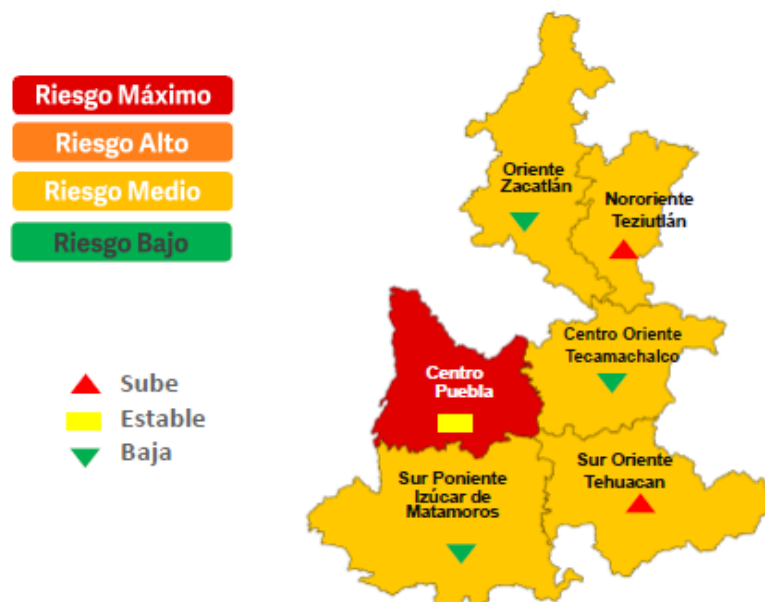 Riesgo Máximo
Riesgo Alto
Riesgo Medio
Riesgo Bajo
Sube
Estable
Baja
Oriente
Zacatlán
Nororiente
Teziutlán
Centro Oriente
Tecamachalco
Centro
Puebla
Sur Oriente
Tehuacan
Sur Poniente
Izúcar de
Matamoros